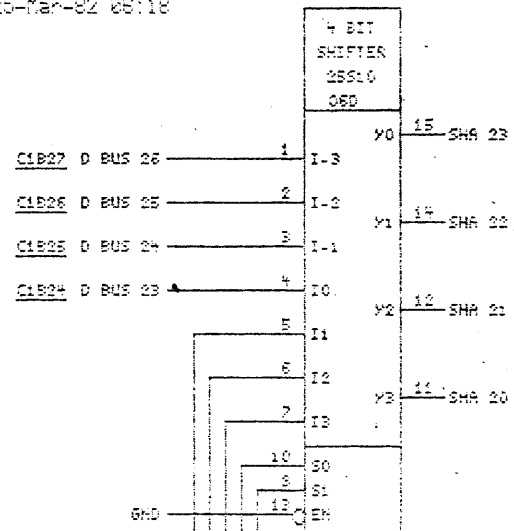 -Mar-82 08:18
4 BIT
SHIFTER
25S10
06D
C1B27 D BUS 26 1 I-3 Y0 15 SHA 23
C1B26 D BUS 25 2 I-2
Y1 14 SHA 22
C1B25 D BUS 24 3 I-1
C1B24 D BUS 23 4 I0
Y2 12 SHA 21
5 I1
6 I2
Y3 11 SHA 20
7 I3
10 S0
9 S1
GND 13 EN